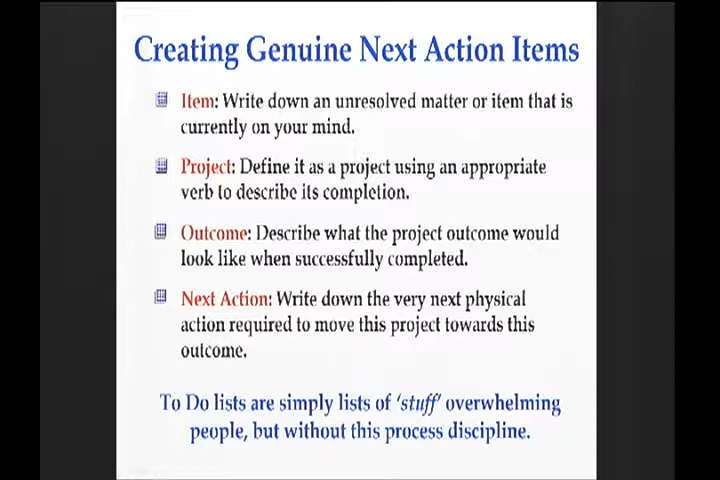 Creating Genuine Next Action Items
Item: Write down an unresolved matter or item that is
currently on your mind.
Project: Define it as a project using an appropriate
verb to describe its completion.
Outcome: Describe what the project outcome would
look like when successfully completed.
Next Action: Write down the very next physical
action required to move this project towards this
outcome.
To Do lists are simply lists of ‘stuff’ overwhelming
people, but without this process discipline.